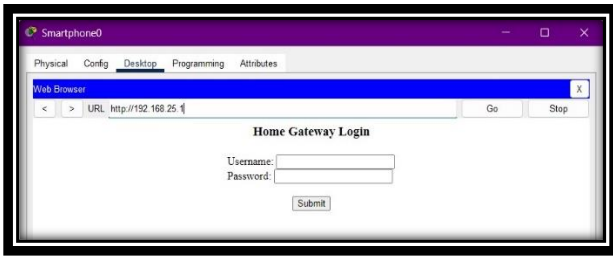 Smartphone0
Physical Config Desktop Programming Attributes
Web Browser X
< > URL http://192.168.25.1 Go Stop
Home Gateway Login
Username:
Password:
Submit